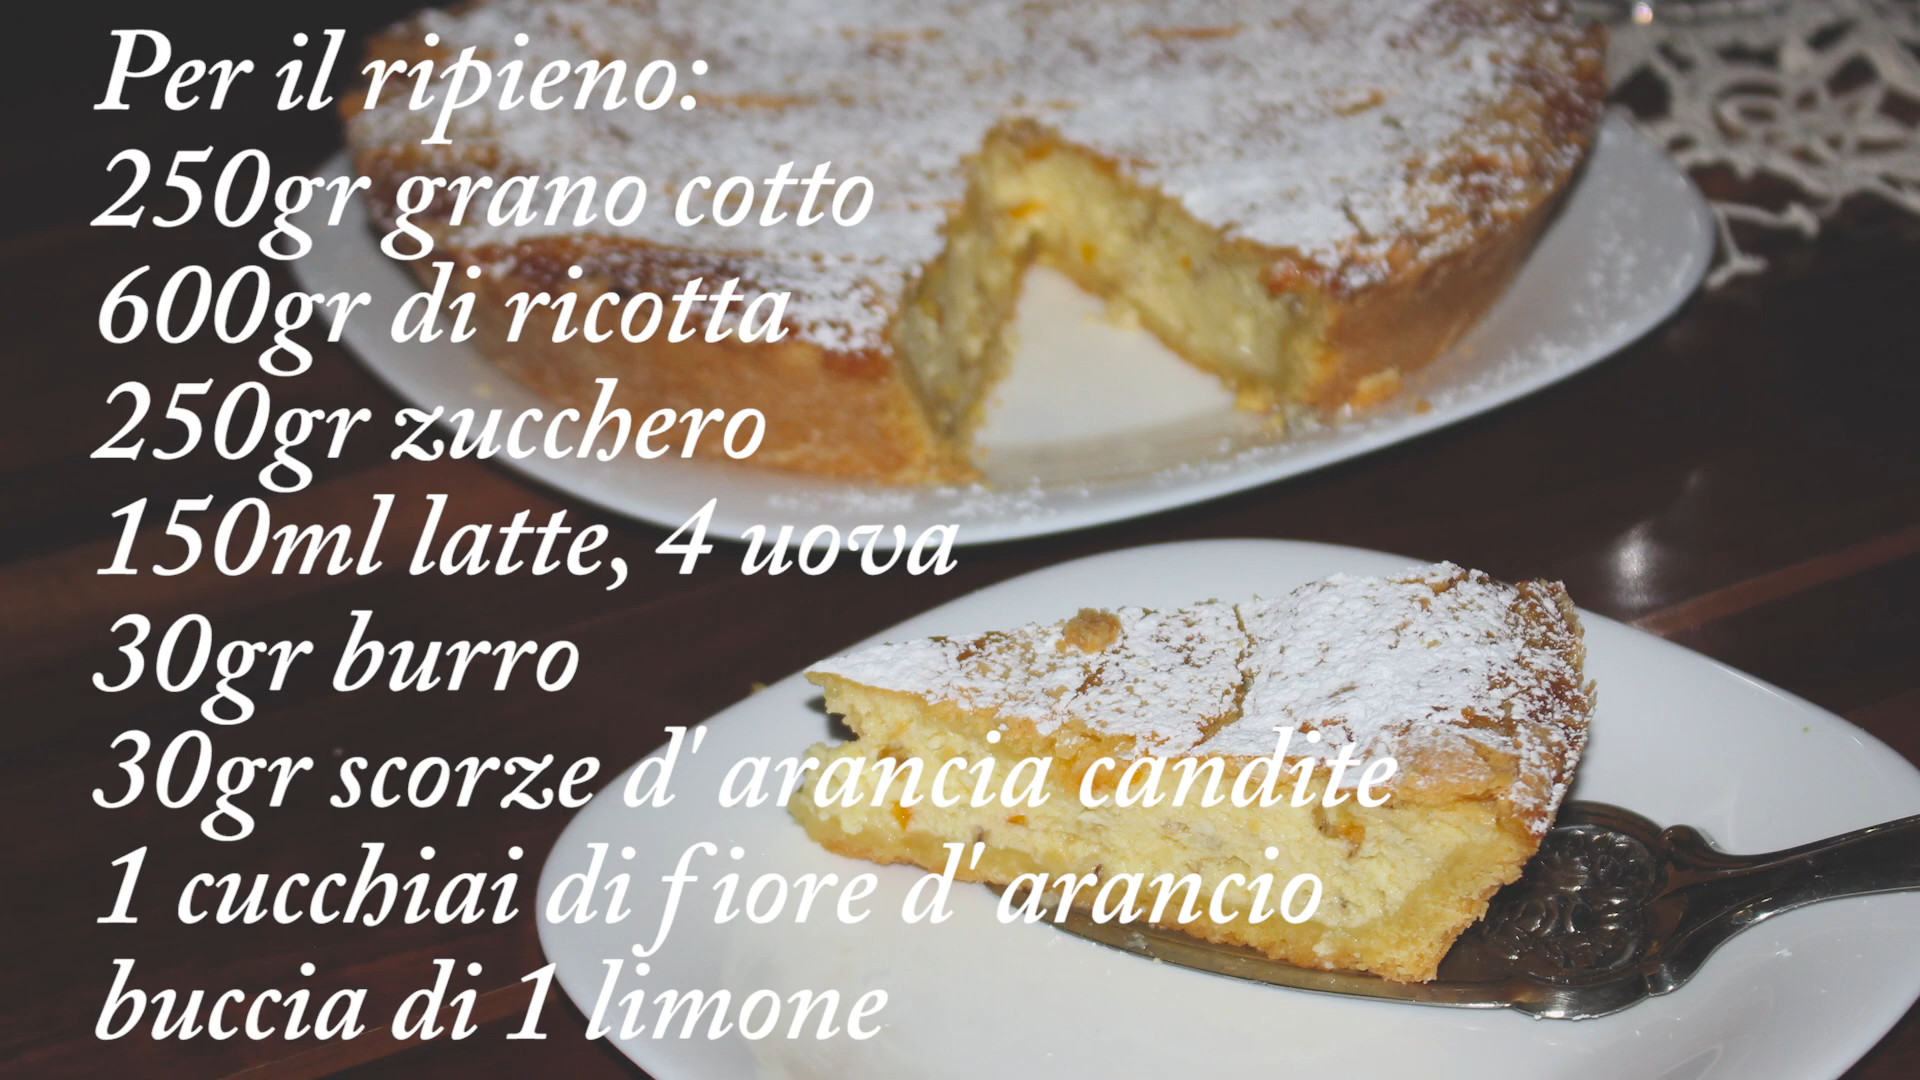 Per il ripieno:
250gr grano cotto
600gr di ricotta
250gr zucchero
150ml latte, 4 uova
30gr burro
30gr scorze d'arancia candite
1 cucchiai di fiore d'arancio
buccia di 1 limone